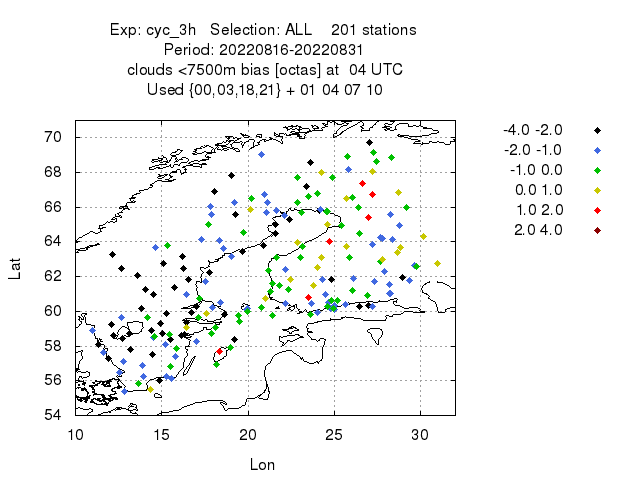 Exp: cyc_3h   Selection: ALL    201 stations
Period: 20220816-20220831
clouds <7500m bias [octas] at  04 UTC
Used {00,03,18,21} + 01 04 07 10
70
68
66
64
62
60
58
56
54
10 15 20 25 30
Lat
Lon
-4.0 -2.0
-2.0 -1.0
-1.0 0.0
0.0 1.0
1.0 2.0
2.0 4.0